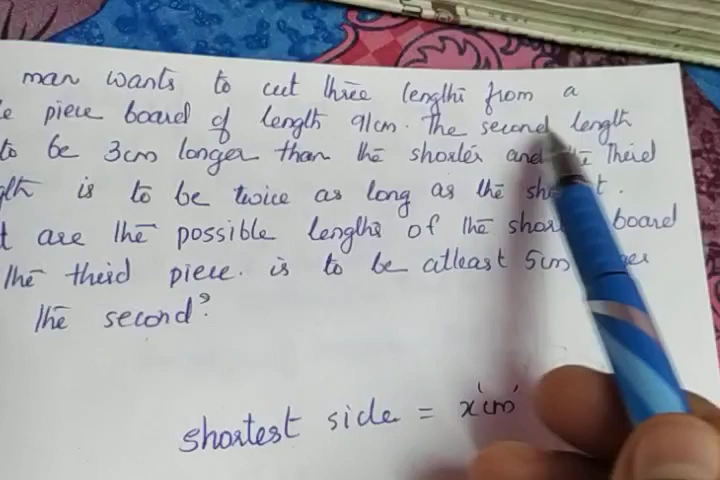 man wants to cut three lengths from a
piece board of length 91cm. The second length
to be 3cm longer than the shorter and the Third
is to be twice as long as the
are the possible lengths of the board
the third piece. is to be atleast 5cm
the second?
shortest side = x 'cm'